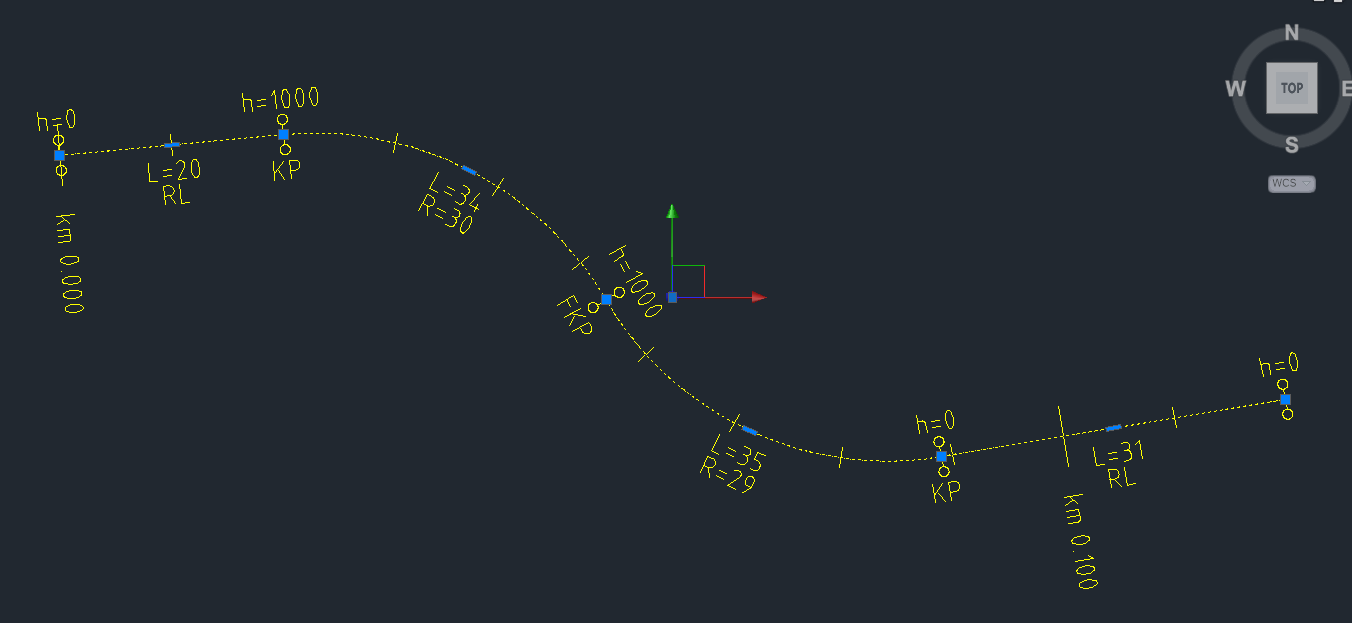 h=0
L=20
RL
km 0.000
h=1000
KP
L=34
R=30
h=1000
FKP
L=35
R=29
h=0
KP
km 0.100
L=31
RL
h=0
N
W
TOP
E
S
WCS